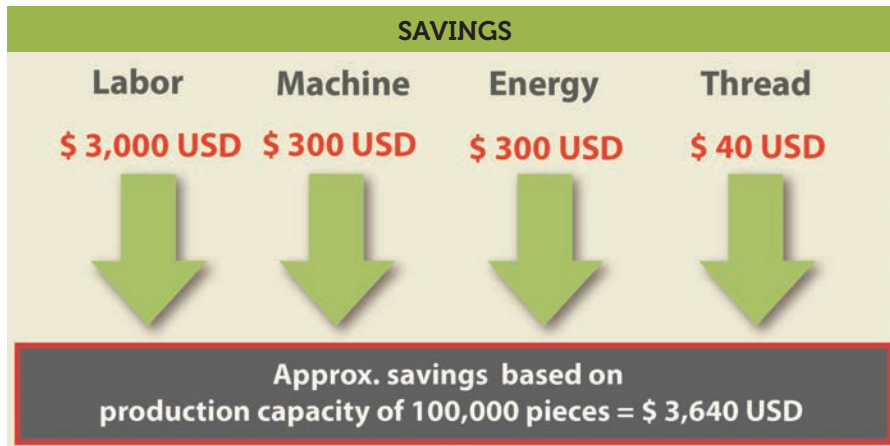 SAVINGS
Labor Machine Energy Thread
$ 3,000 USD $ 300 USD $ 300 USD $ 40 USD
Approx. savings based on
production capacity of 100,000 pieces = $ 3,640 USD